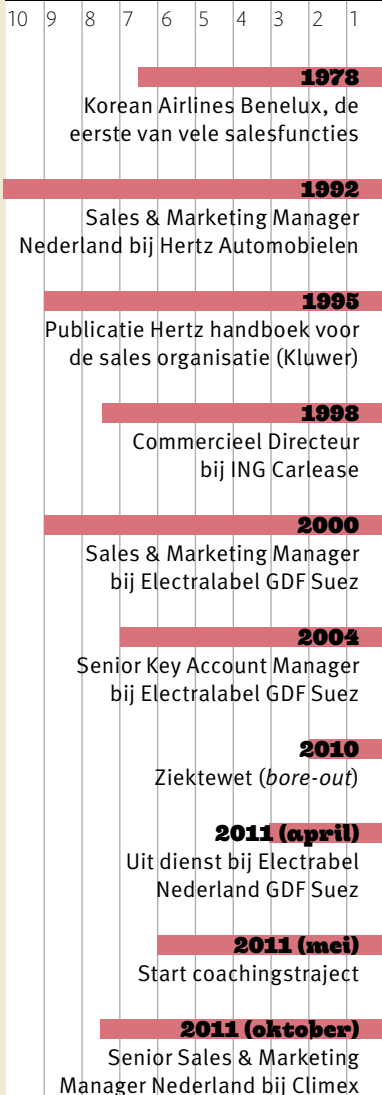 10 9 8 7 6 5 4 3 2 1
1978
Korean Airlines Benelux, de
eerste van vele salesfuncties
1992
Sales & Marketing Manager
Nederland bij Hertz Automobielen
1995
Publicatie Hertz handboek voor
de sales organisatie (Kluwer)
1998
Commercieel Directeur
bij ING Carlease
2000
Sales & Marketing Manager
bij Electralabel GDF Suez
2004
Senior Key Account Manager
bij Electralabel GDF Suez
2010
Ziektewet (bore-out)
2011 (april)
Uit dienst bij Electrabel
Nederland GDF Suez
2011 (mei)
Start coachingstraject
2011 (oktober)
Senior Sales & Marketing
Manager Nederland bij Climex